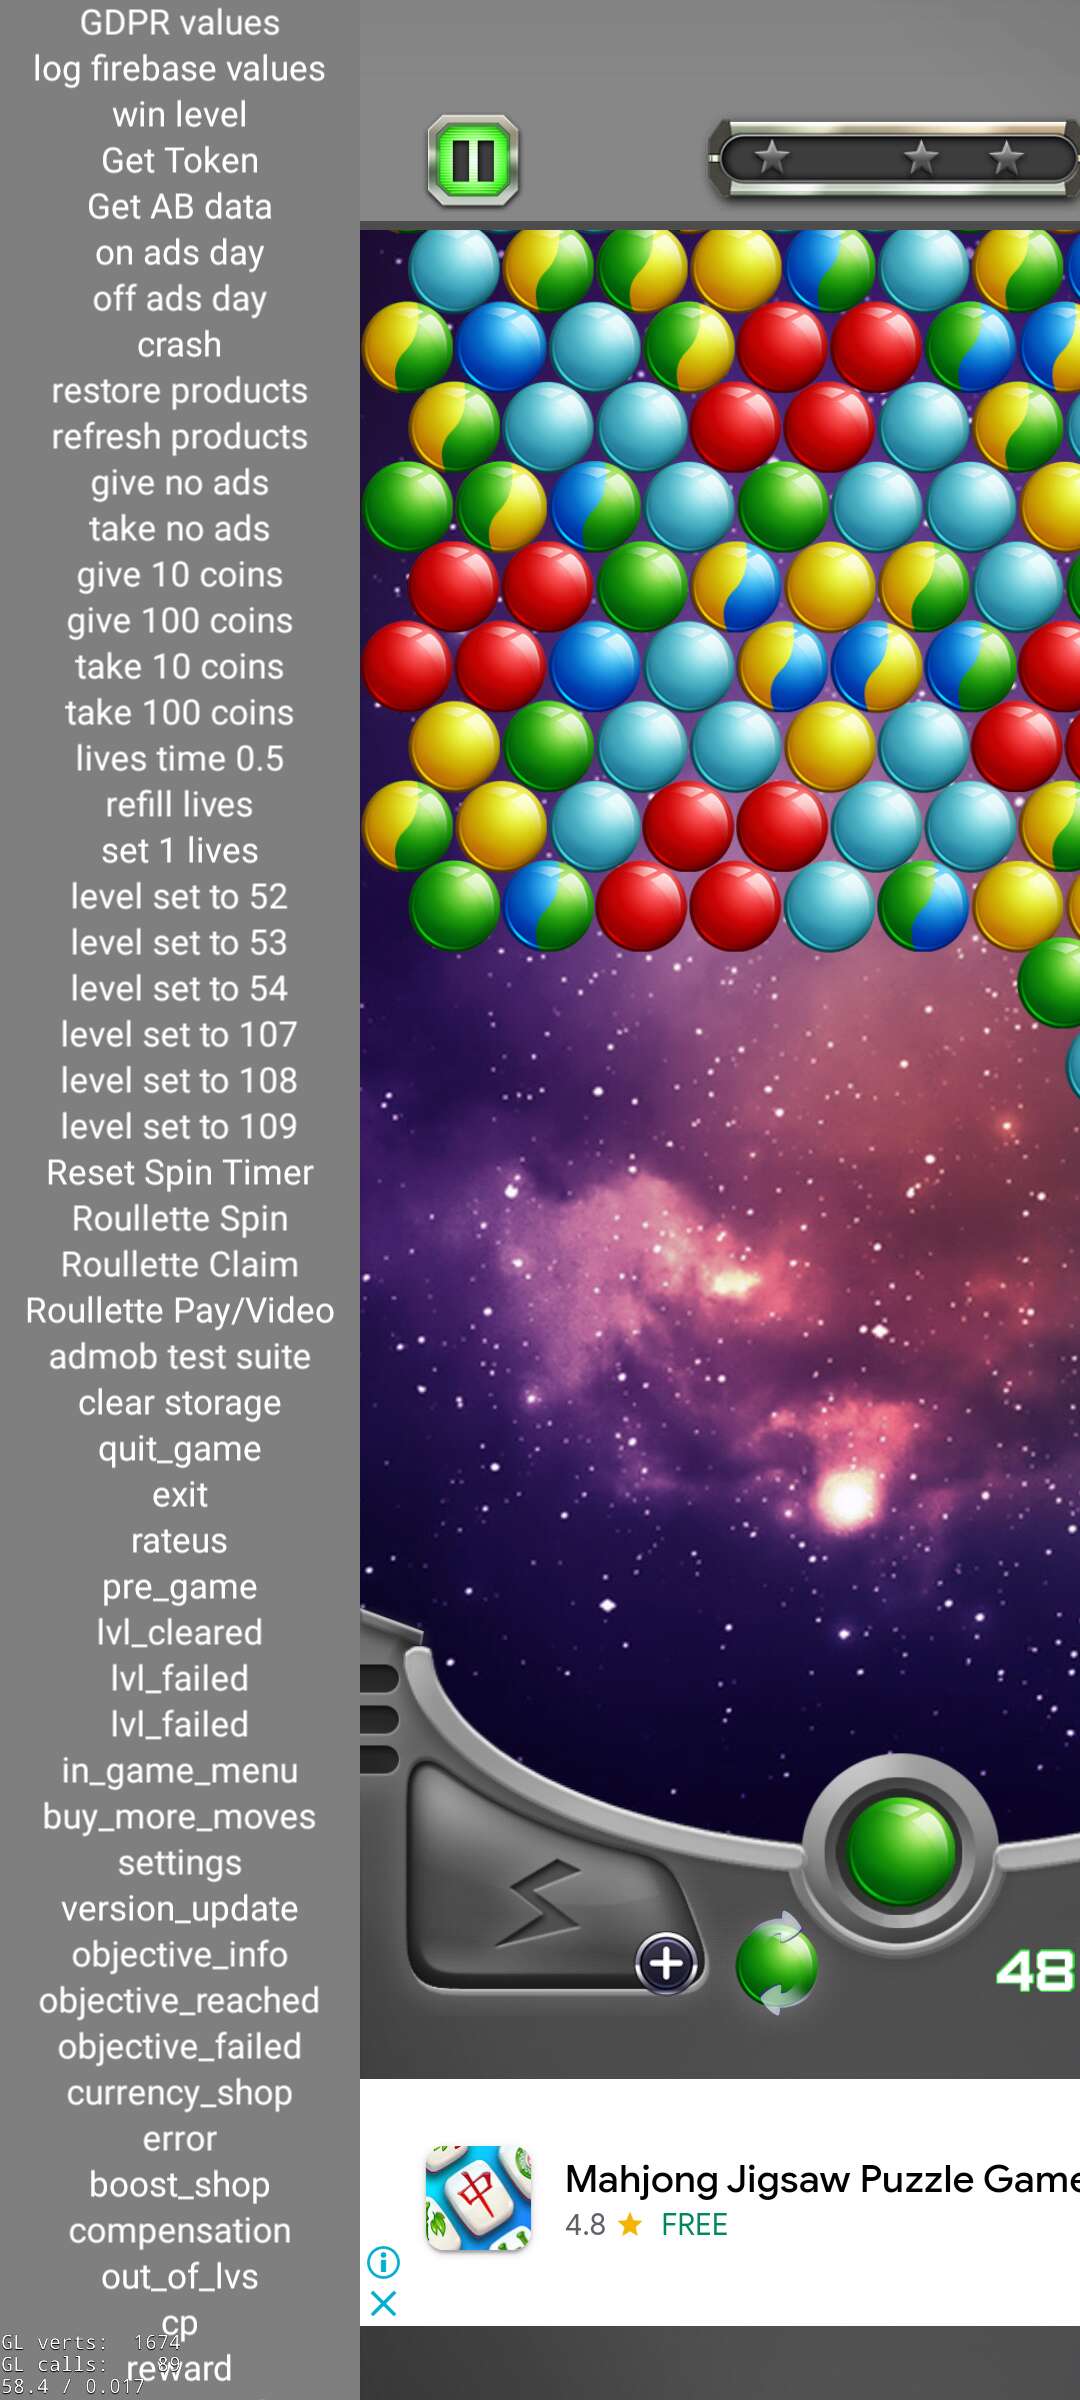 GDPR values
log firebase values
win level
Get Token
Get AB data
on ads day
off ads day
crash
restore products
refresh products
give no ads
take no ads
give 10 coins
give 100 coins
take 10 coins
take 100 coins
lives time 0.5
refill lives
set 1 lives
level set to 52
level set to 53
level set to 54
level set to 107
level set to 108
level set to 109
Reset Spin Timer
Roullette Spin
Roullette Claim
Roullette Pay/Video
admob test suite
clear storage
quit_game
exit
rateus
pre_game
lvl_cleared
lvl_failed
lvl_failed
in_game_menu
buy_more_moves
settings
version_update
objective_info
objective_reached
objective_failed
currency_shop
error
boost_shop
compensation
out_of_lvs
cp
reward
GL verts: 1674
GL calls: 89
58.4 / 0.017
48
中
Mahjong Jigsaw Puzzle Game
4.8 ★ FREE